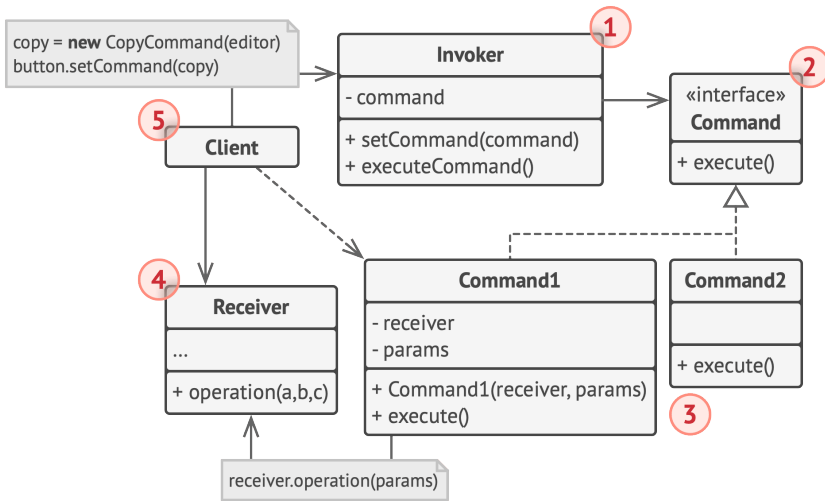 copy = new CopyCommand(editor)
button.setCommand(copy)
1
Invoker
- command
+ setCommand(command)
+ executeCommand()
2
«interface»
Command
+ execute()
5
Client
4
Receiver
...
+ operation(a,b,c)
Command1
- receiver
- params
+ Command1(receiver, params)
+ execute()
Command2
+ execute()
3
receiver.operation(params)